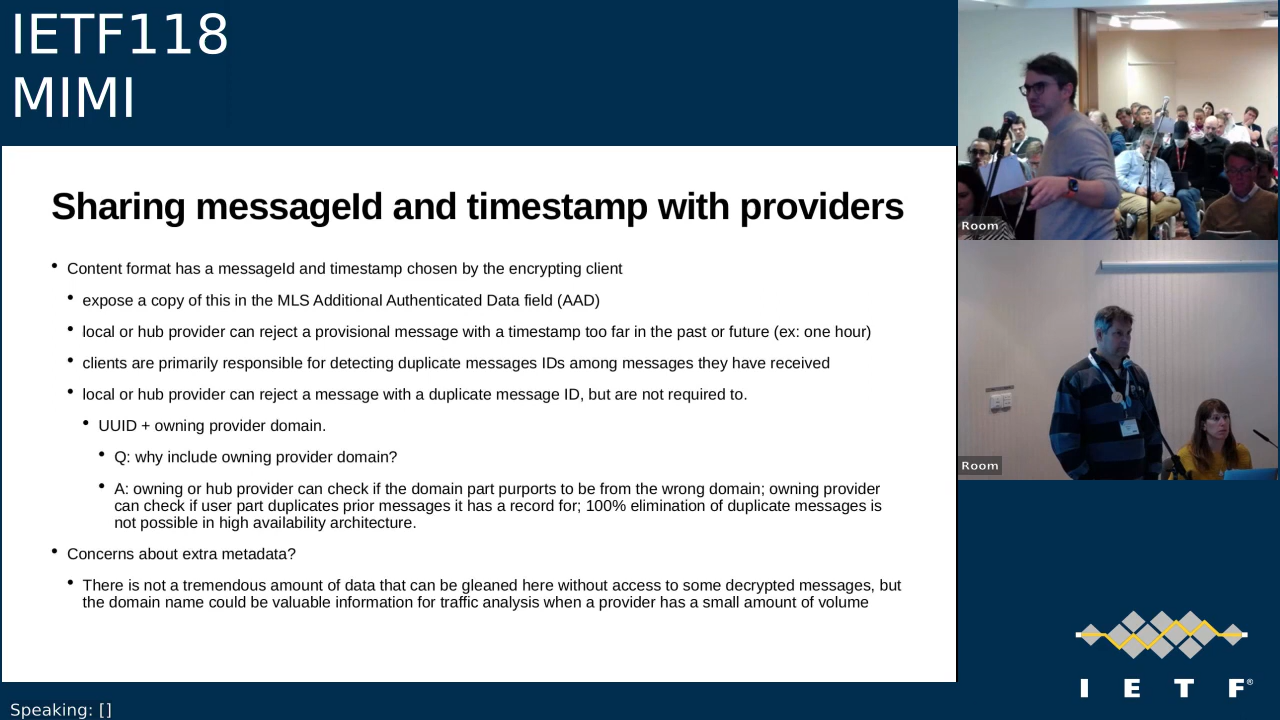 IETF118
MIMI
Sharing messageId and timestamp with providers
• Content format has a messageId and timestamp chosen by the encrypting client
• expose a copy of this in the MLS Additional Authenticated Data field (AAD)
• local or hub provider can reject a provisional message with a timestamp too far in the past or future (ex: one hour)
• clients are primarily responsible for detecting duplicate messages IDs among messages they have received
• local or hub provider can reject a message with a duplicate message ID, but are not required to.
• UUID + owning provider domain.
• Q: why include owning provider domain?
• A: owning or hub provider can check if the domain part purports to be from the wrong domain; owning provider
can check if user part duplicates prior messages it has a record for; 100% elimination of duplicate messages is
not possible in high availability architecture.
• Concerns about extra metadata?
• There is not a tremendous amount of data that can be gleaned here without access to some decrypted messages, but
the domain name could be valuable information for traffic analysis when a provider has a small amount of volume
Room
Room
I E T F®
Speaking: []